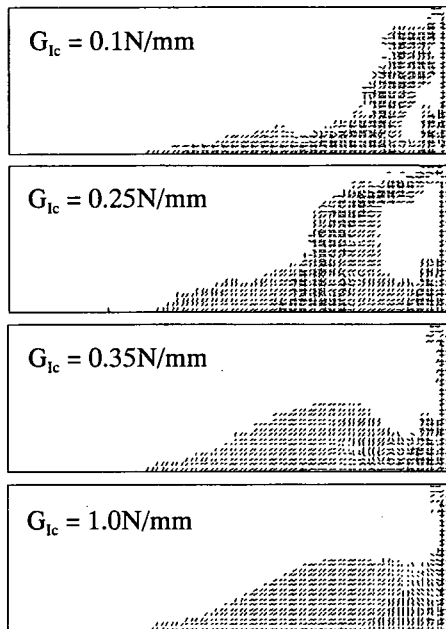 G_Ic = 0.1N/mm
G_Ic = 0.25N/mm
G_Ic = 0.35N/mm
G_Ic = 1.0N/mm